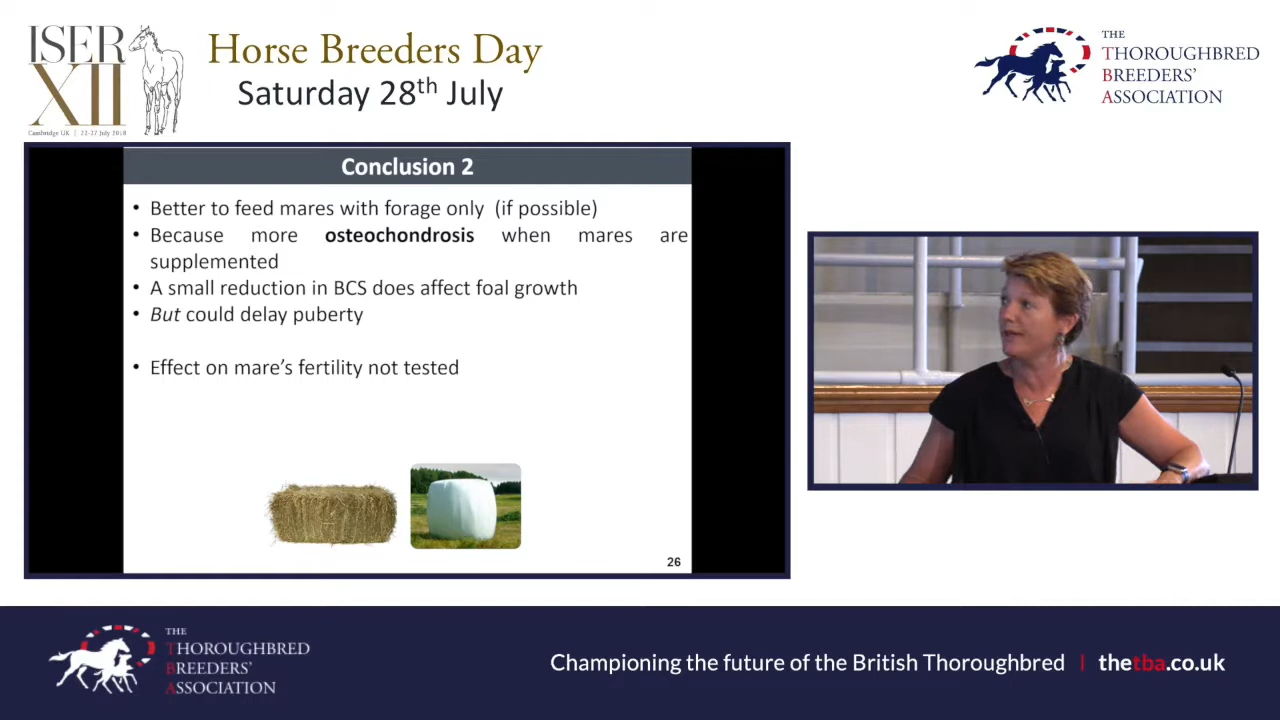 ISER
XII
Cambridge UK | 22-27 July 2018
Horse Breeders Day
Saturday 28th July
THE
THOROUGHBRED
BREEDERS'
ASSOCIATION
Conclusion 2
• Better to feed mares with forage only (if possible)
• Because more osteochondrosis when mares are
supplemented
• A small reduction in BCS does affect foal growth
• But could delay puberty
• Effect on mare's fertility not tested
26
THE
THOROUGHBRED
BREEDERS'
ASSOCIATION
Championing the future of the British Thoroughbred | thetba.co.uk